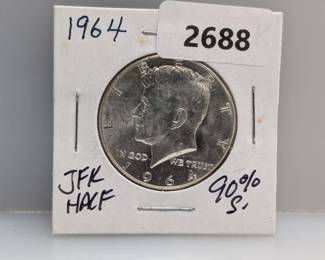 1964
2688
LIBERTY
IN GOD WE TRUST
1964
JFK
HALF
90%
S.